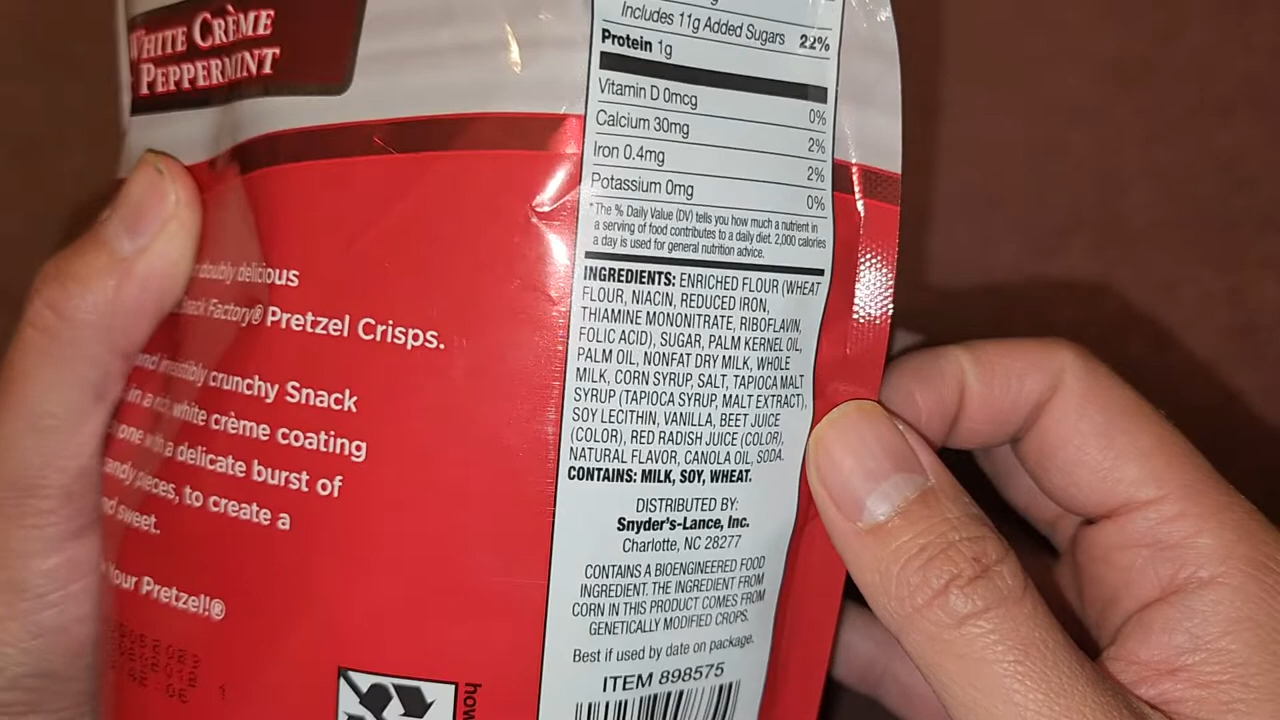 WHITE CRÈME
PEPPERMINT
doubly delicious
Snack Factory® Pretzel Crisps.
and irresistibly crunchy Snack
in a rich white crème coating
one with a delicate burst of
candy pieces, to create a
and sweet.
Your Pretzel!®
Includes 11g Added Sugars 22%
Protein 1g
Vitamin D 0mcg 0%
Calcium 30mg 2%
Iron 0.4mg 2%
Potassium 0mg 0%
*The % Daily Value (DV) tells you how much a nutrient in
a serving of food contributes to a daily diet. 2,000 calories
a day is used for general nutrition advice.
INGREDIENTS: ENRICHED FLOUR (WHEAT
FLOUR, NIACIN, REDUCED IRON,
THIAMINE MONONITRATE, RIBOFLAVIN,
FOLIC ACID), SUGAR, PALM KERNEL OIL,
PALM OIL, NONFAT DRY MILK, WHOLE
MILK, CORN SYRUP, SALT, TAPIOCA MALT
SYRUP (TAPIOCA SYRUP, MALT EXTRACT),
SOY LECITHIN, VANILLA, BEET JUICE
(COLOR), RED RADISH JUICE (COLOR),
NATURAL FLAVOR, CANOLA OIL, SODA.
CONTAINS: MILK, SOY, WHEAT.
DISTRIBUTED BY:
Snyder's-Lance, Inc.
Charlotte, NC 28277
CONTAINS A BIOENGINEERED FOOD
INGREDIENT. THE INGREDIENT FROM
CORN IN THIS PRODUCT COMES FROM
GENETICALLY MODIFIED CROPS.
Best if used by date on package.
ITEM 898575
how